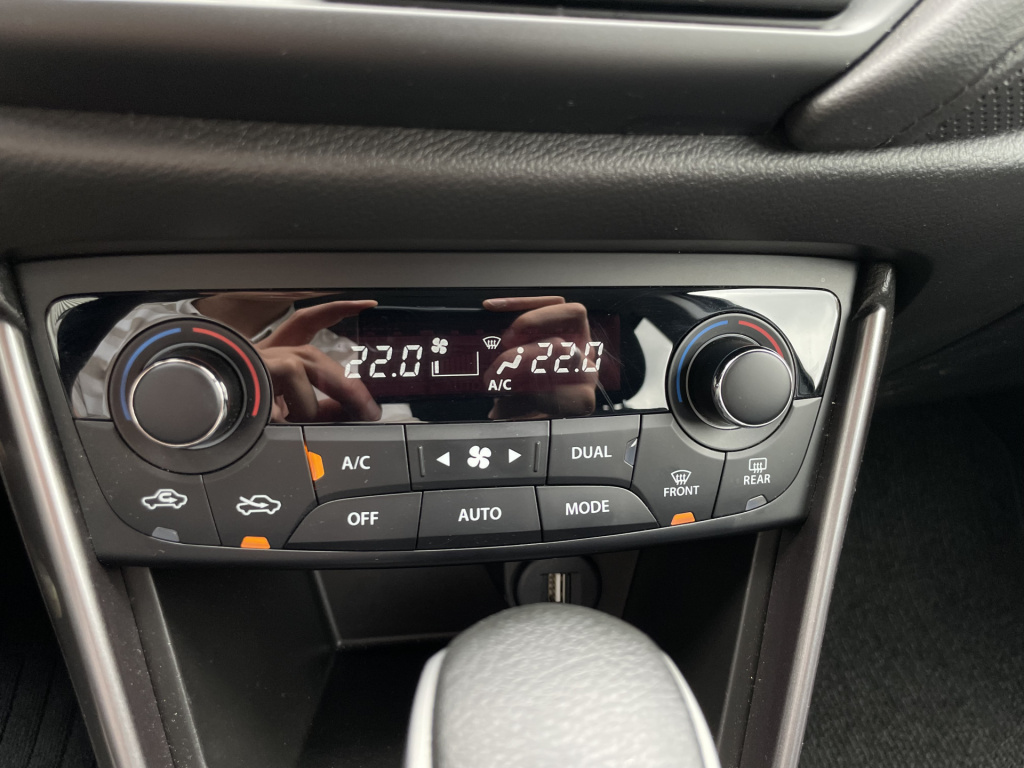 22.0 22.0
A/C
A/C DUAL
OFF AUTO MODE FRONT REAR